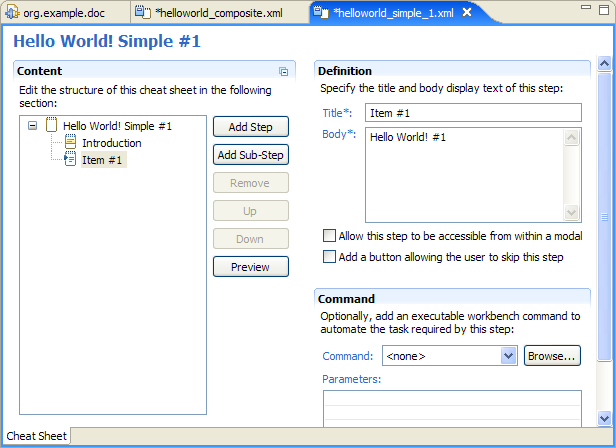 org.example.doc
*helloworld_composite.xml
*helloworld_simple_1.xml
Hello World! Simple #1
Content
Edit the structure of this cheat sheet in the following
section:
Hello World! Simple #1
Introduction
Item #1
Add Step
Add Sub-Step
Remove
Up
Down
Preview
Definition
Specify the title and body display text of this step:
Title*:
Item #1
Body*:
Hello World! #1
Allow this step to be accessible from within a modal
Add a button allowing the user to skip this step
Command
Optionally, add an executable workbench command to
automate the task required by this step:
Command:
<none>
Browse...
Parameters:
Cheat Sheet